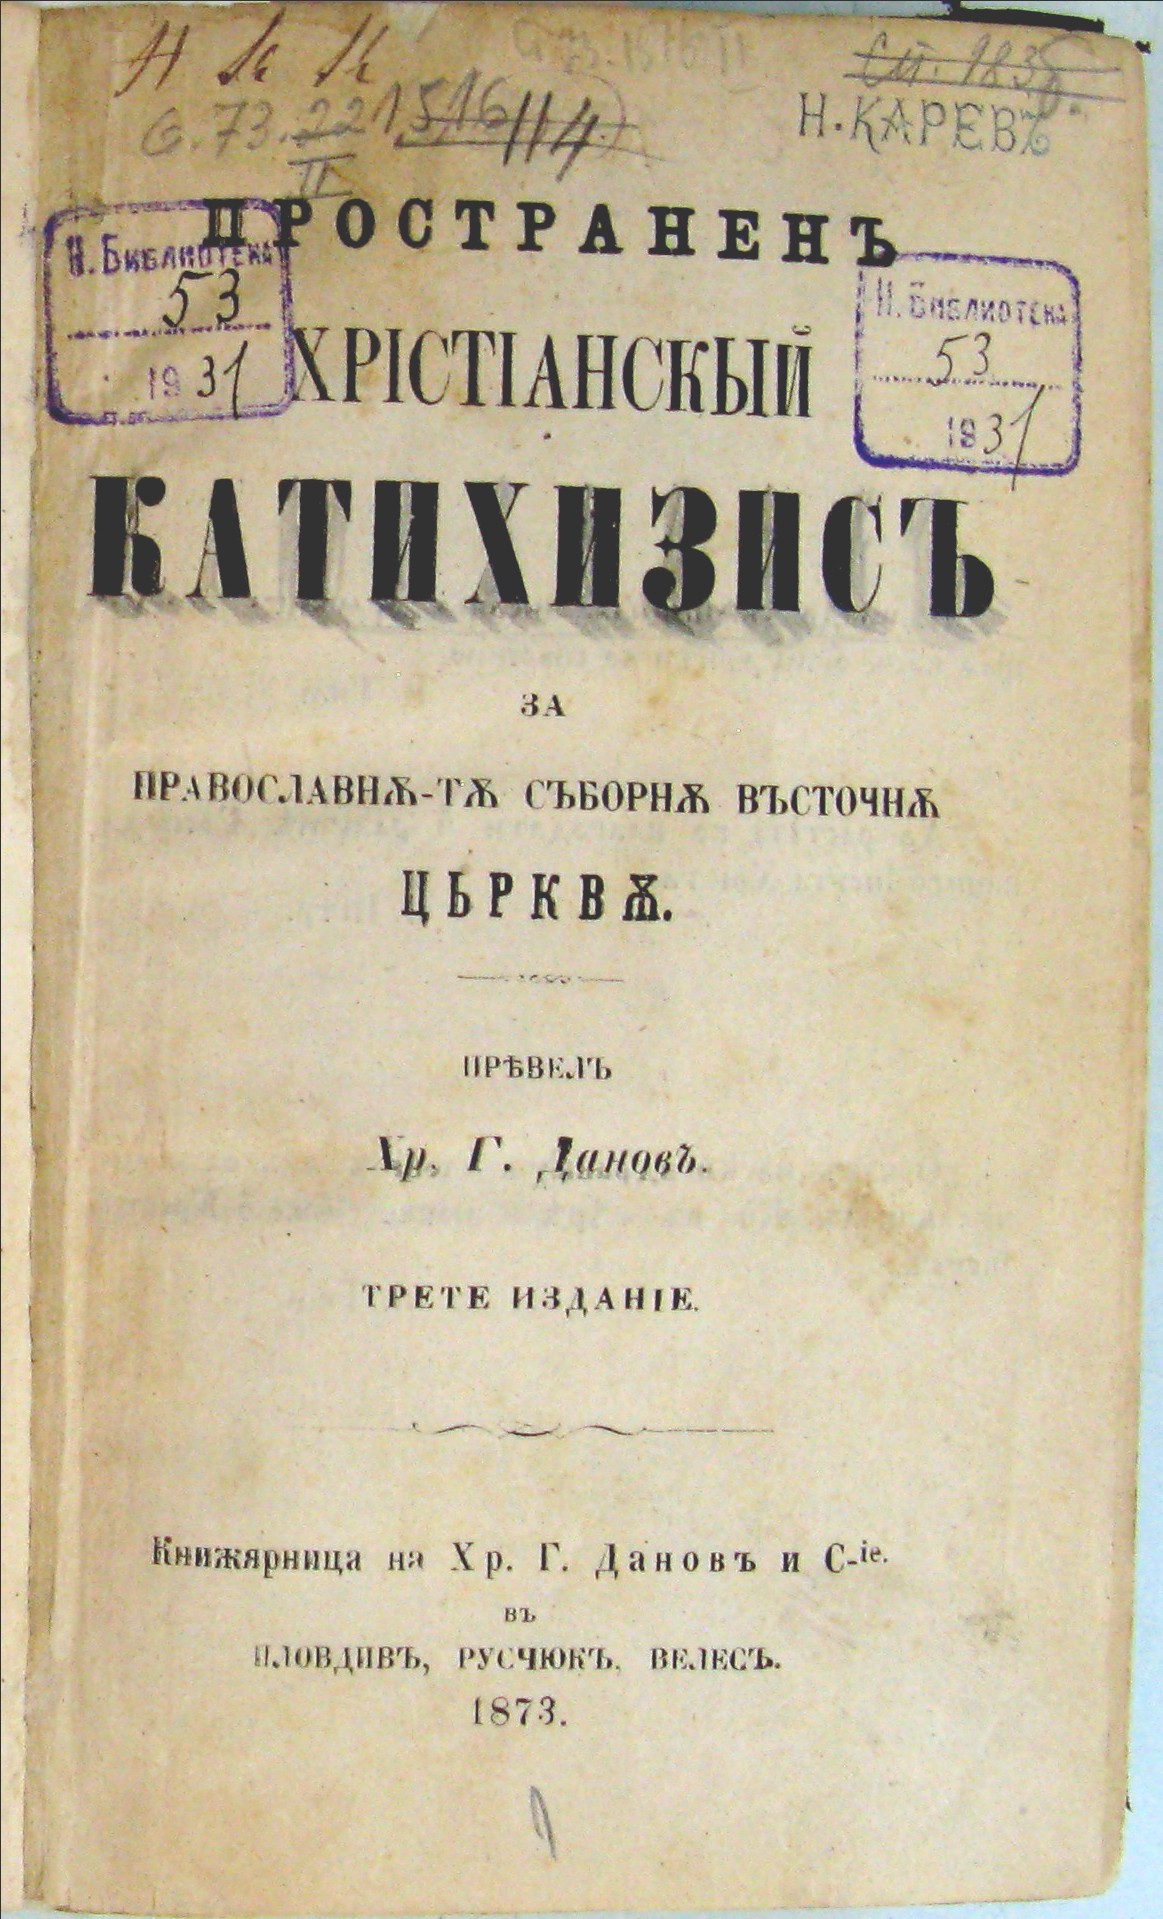 Н. КАРЕВЪ
ПРОСТРАНЕНЪ
Н. БИБЛИОТЕКА
53
1931
Н. БИБЛИОТЕКА
53
1931
ХРІСТІАНСКЫЙ
КАТИХИЗИСЪ
ЗА
ПРАВОСЛАВНѪ-ТѪ СЪБОРНѪ ВЪСТОЧНѪ
ЦЬРКВѪ.
ПРѢВЕЛЪ
Хр. Г. Дановъ.
ТРЕТЕ ИЗДАНІЕ.
Книжярница на Хр. Г. Дановъ и С-іе.
въ
ПЛОВДИВЪ, РУСЧЮКЪ, ВЕЛЕСЪ.
1873.